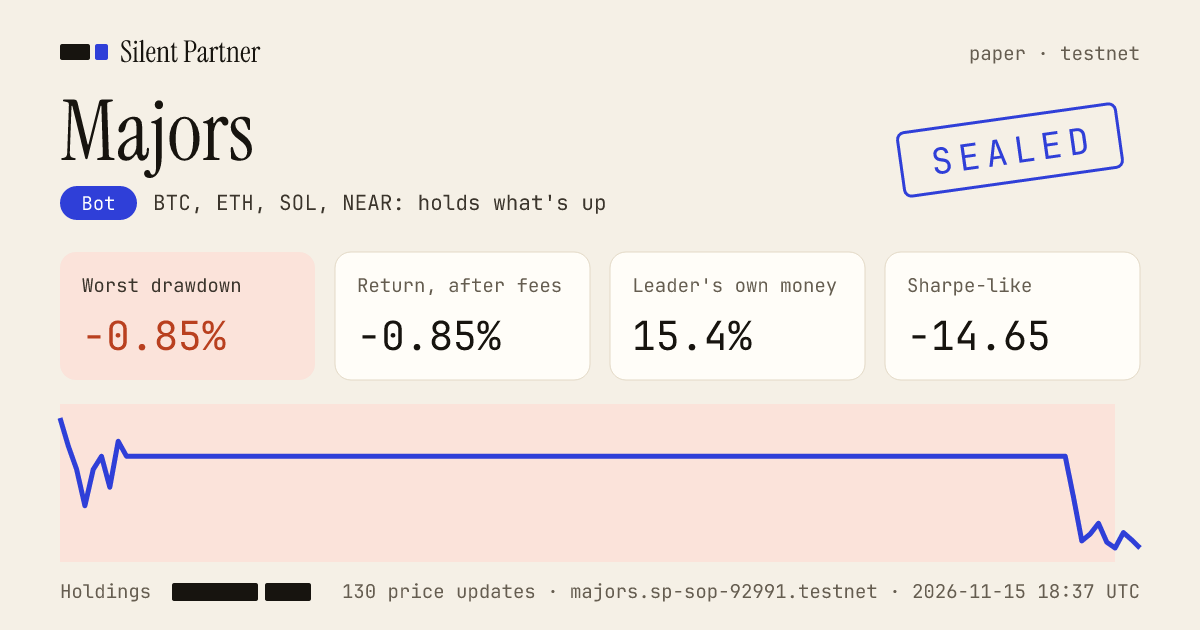 Silent Partner
paper · testnet
Majors
SEALED
Bot
BTC, ETH, SOL, NEAR: holds what's up
Worst drawdown
-0.85%
Return, after fees
-0.85%
Leader's own money
15.4%
Sharpe-like
-14.65
Holdings
130 price updates · majors.sp-sop-92991.testnet · 2026-11-15 18:37 UTC